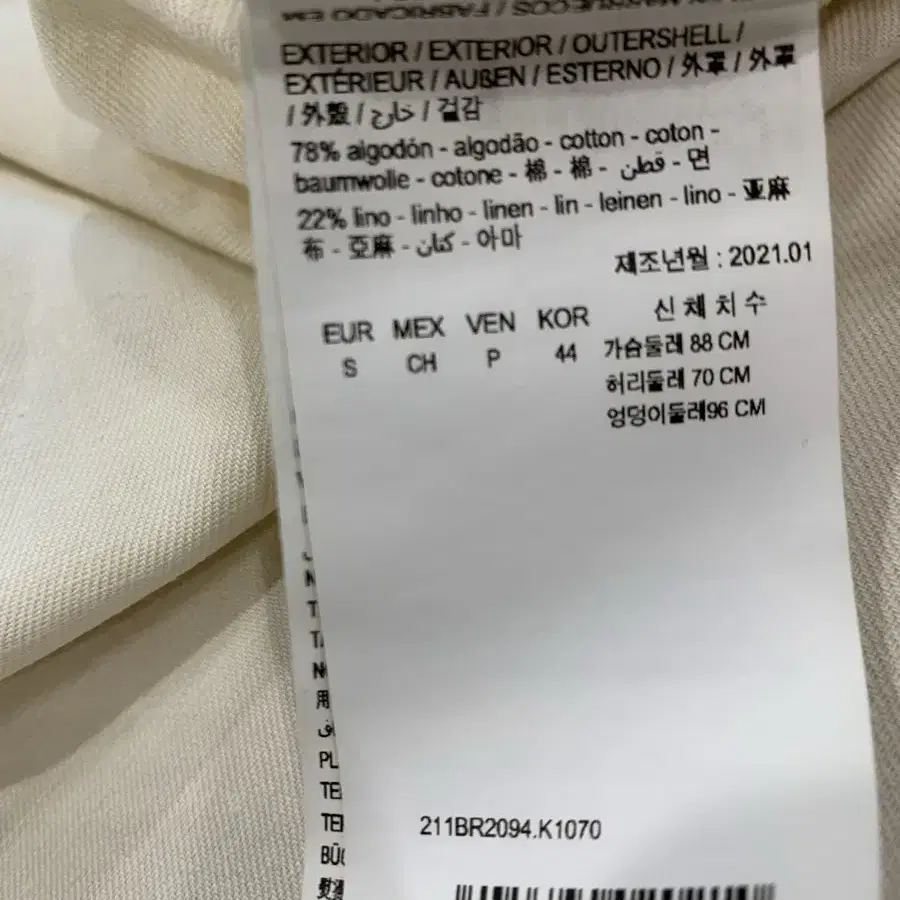 EXTERIOR / EXTERIOR / OUTERSHELL /
EXTÉRIEUR / AUßEN / ESTERNO / 外罩 / 外罩
/ 外殼 / خارج / 겉감
78% algodón - algodão - cotton - coton -
baumwolle - cotone - 棉 - 棉 - قطن - 면
22% lino - linho - linen - lin - leinen - lino - 亚麻
布 - 亞麻 - كتان - 아마
제조년월 : 2021.01
EUR MEX VEN KOR
S CH P 44
신 체 치 수
가슴둘레 88 CM
허리둘레 70 CM
엉덩이둘레96 CM
N
T
PL
211BR2094.K1070